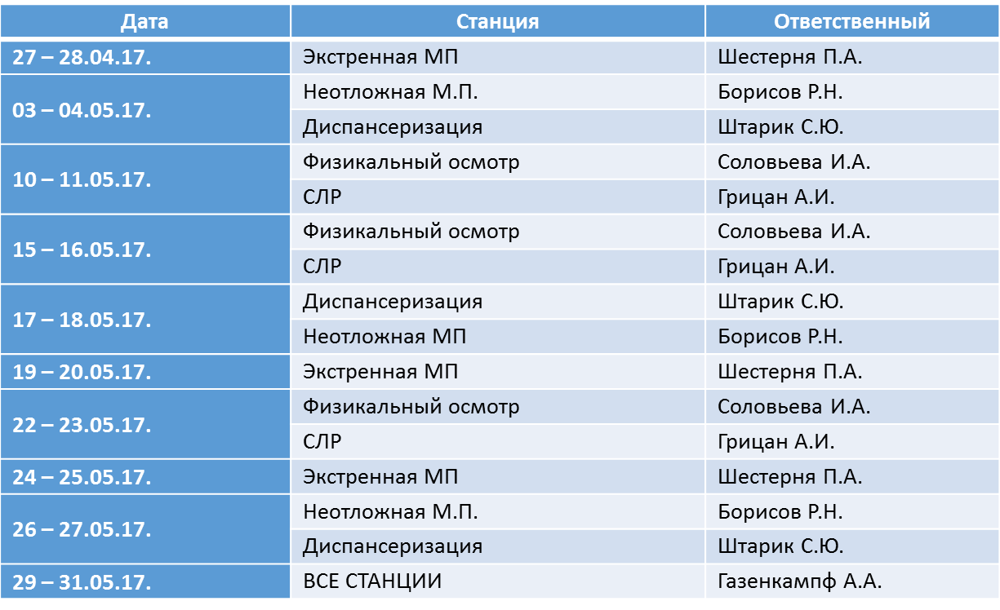 Дата Станция Ответственный
27 – 28.04.17. Экстренная МП Шестерня П.А.
03 – 04.05.17. Неотложная М.П. Борисов Р.Н.
Диспансеризация Штарик С.Ю.
10 – 11.05.17. Физикальный осмотр Соловьева И.А.
СЛР Грицан А.И.
15 – 16.05.17. Физикальный осмотр Соловьева И.А.
СЛР Грицан А.И.
17 – 18.05.17. Диспансеризация Штарик С.Ю.
Неотложная МП Борисов Р.Н.
19 – 20.05.17. Экстренная МП Шестерня П.А.
22 – 23.05.17. Физикальный осмотр Соловьева И.А.
СЛР Грицан А.И.
24 – 25.05.17. Экстренная МП Шестерня П.А.
26 – 27.05.17. Неотложная М.П. Борисов Р.Н.
Диспансеризация Штарик С.Ю.
29 – 31.05.17. ВСЕ СТАНЦИИ Газенкампф А.А.